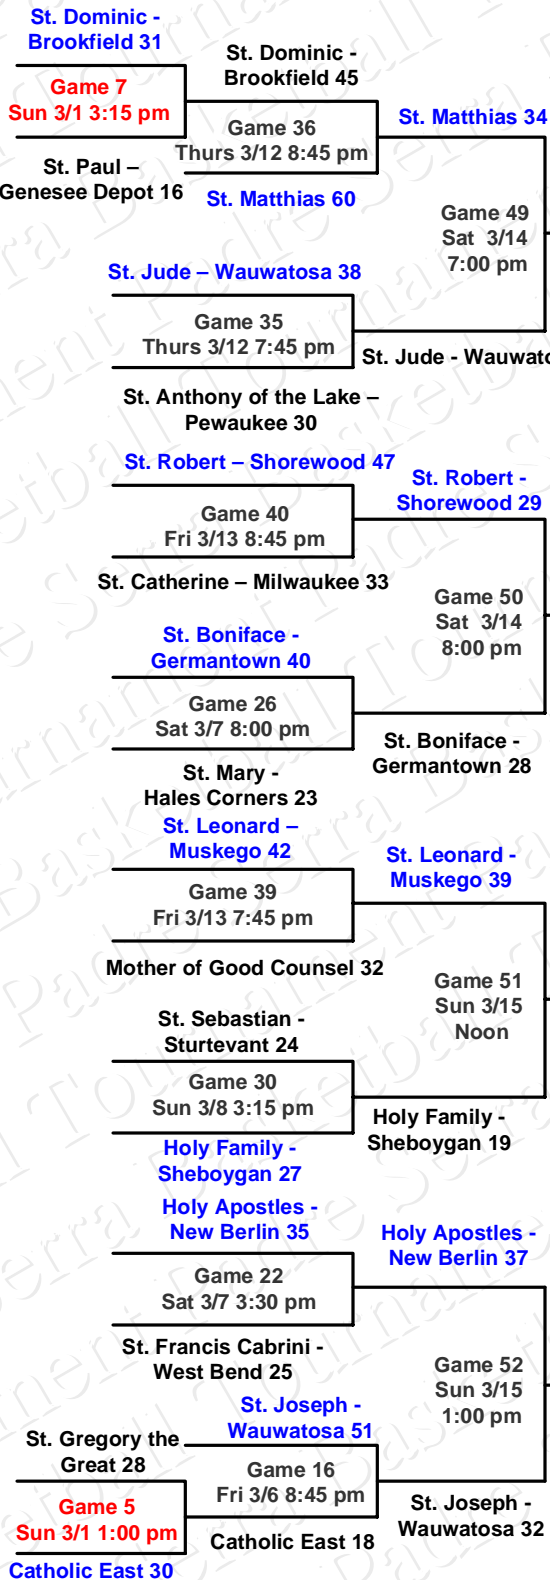 St. Dominic -
Brookfield 31
Game 7
Sun 3/1 3:15 pm
St. Paul –
Genesee Depot 16
St. Dominic -
Brookfield 45
Game 36
Thurs 3/12 8:45 pm
St. Matthias 60
St. Matthias 34
Game 49
Sat 3/14
7:00 pm
St. Jude – Wauwatosa 38
Game 35
Thurs 3/12 7:45 pm
St. Jude - Wauwato
St. Anthony of the Lake –
Pewaukee 30
St. Robert – Shorewood 47
Game 40
Fri 3/13 8:45 pm
St. Catherine – Milwaukee 33
St. Robert -
Shorewood 29
Game 50
Sat 3/14
8:00 pm
St. Boniface -
Germantown 40
Game 26
Sat 3/7 8:00 pm
St. Mary -
Hales Corners 23
St. Boniface -
Germantown 28
St. Leonard –
Muskego 42
Game 39
Fri 3/13 7:45 pm
Mother of Good Counsel 32
St. Leonard -
Muskego 39
Game 51
Sun 3/15
Noon
St. Sebastian -
Sturtevant 24
Game 30
Sun 3/8 3:15 pm
Holy Family -
Sheboygan 27
Holy Family -
Sheboygan 19
Holy Apostles -
New Berlin 35
Game 22
Sat 3/7 3:30 pm
St. Francis Cabrini -
West Bend 25
Holy Apostles -
New Berlin 37
Game 52
Sun 3/15
1:00 pm
St. Joseph -
Wauwatosa 51
St. Gregory the
Great 28
Game 16
Fri 3/6 8:45 pm
Game 5
Sun 3/1 1:00 pm
Catholic East 18
Catholic East 30
St. Joseph -
Wauwatosa 32